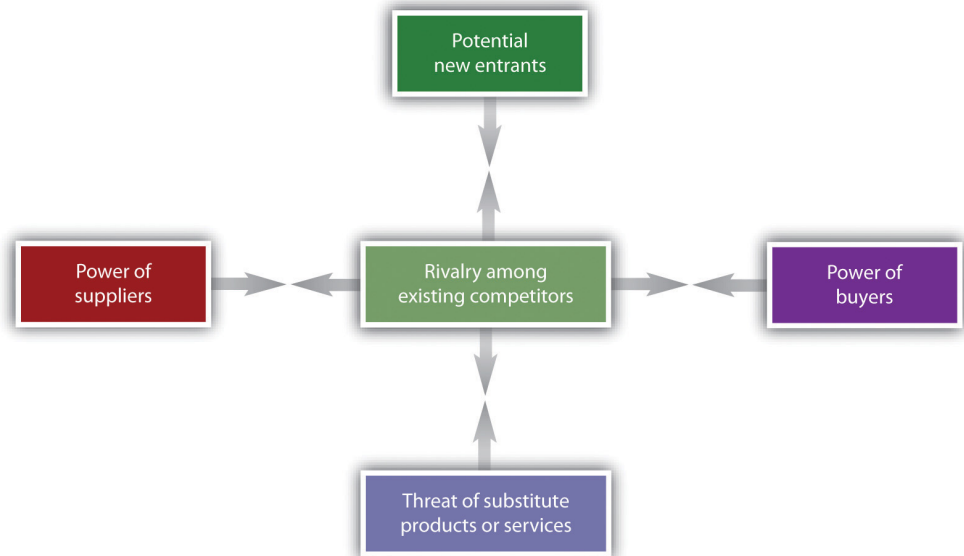 Potential
new entrants
Power of
suppliers
Rivalry among
existing competitors
Power of
buyers
Threat of substitute
products or services